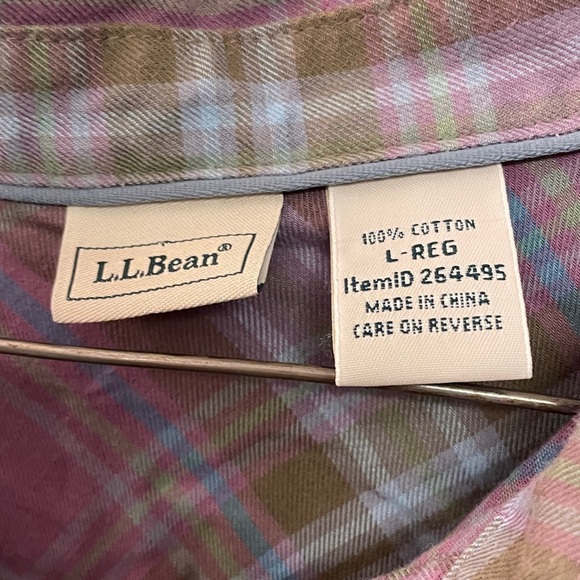 L.L.Bean®
100% COTTON
L-REG
ItemID 264495
MADE IN CHINA
CARE ON REVERSE